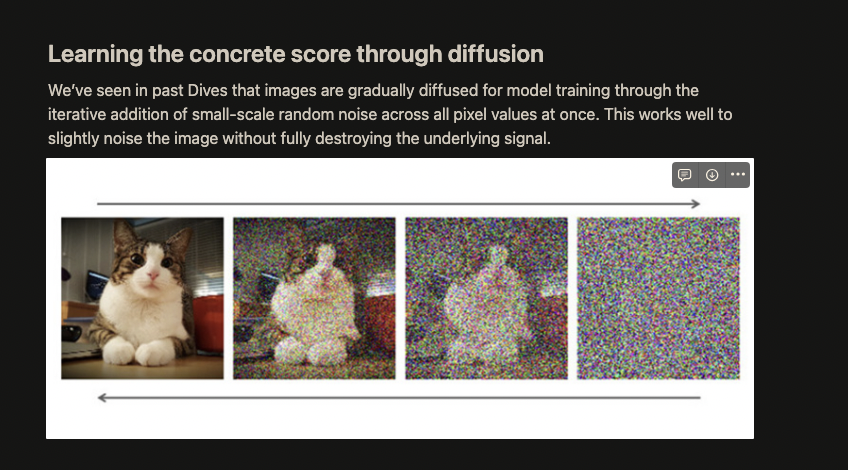 Learning the concrete score through diffusion
We’ve seen in past Dives that images are gradually diffused for model training through the
iterative addition of small-scale random noise across all pixel values at once. This works well to
slightly noise the image without fully destroying the underlying signal.